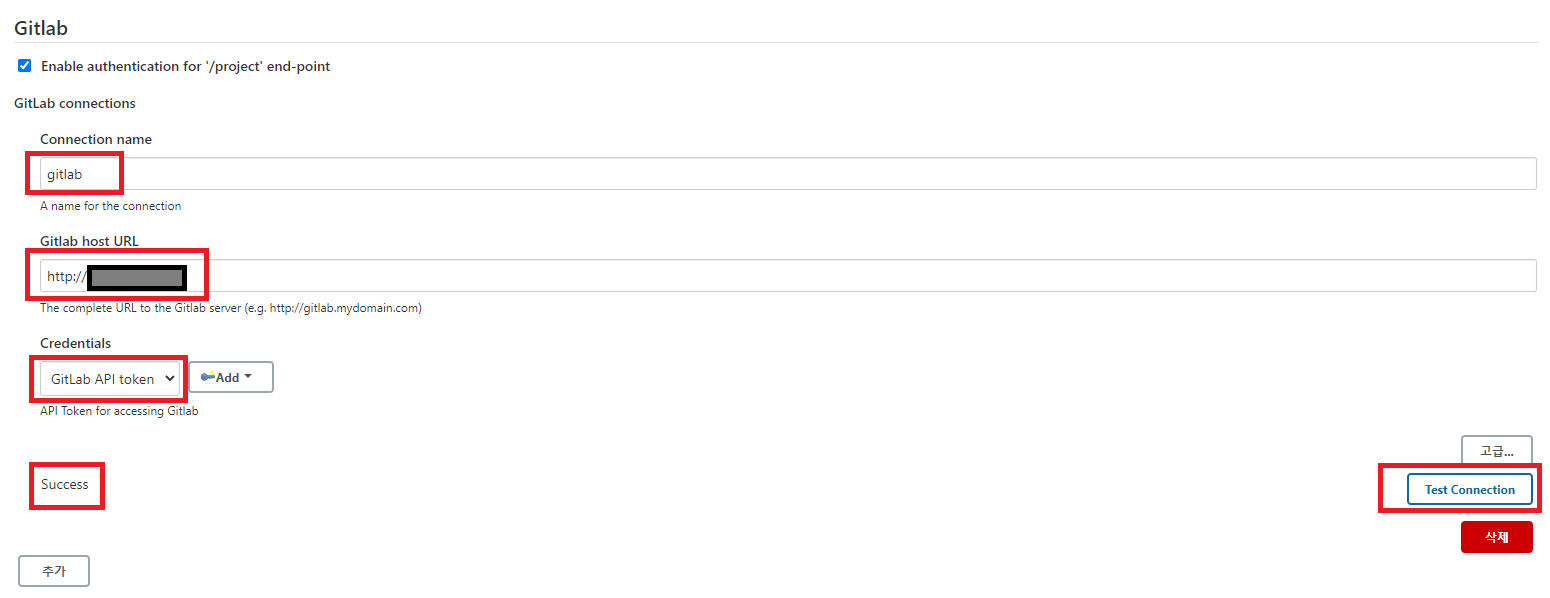 Gitlab
Enable authentication for '/project' end-point
GitLab connections
Connection name
gitlab
A name for the connection
Gitlab host URL
http://
The complete URL to the Gitlab server (e.g. http://gitlab.mydomain.com)
Credentials
GitLab API token
Add
API Token for accessing Gitlab
고급...
Success
Test Connection
삭제
추가